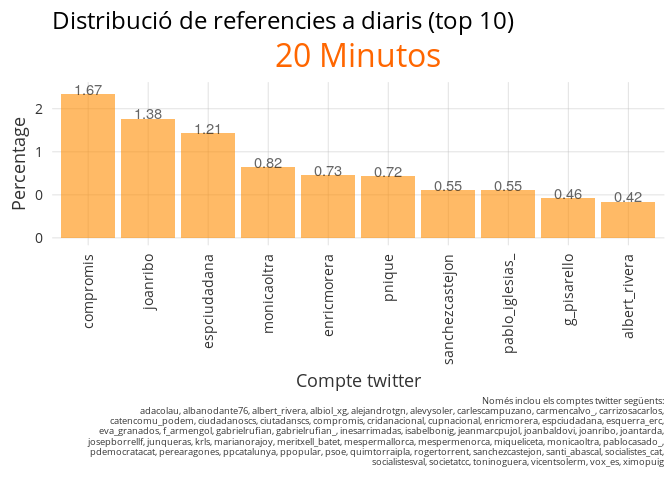 Distribució de referencies a diaris (top 10)
20 Minutos
Percentage
2
1
0
0
1.67
1.38
1.21
0.82
0.73
0.72
0.55
0.55
0.46
0.42
compromis
joanribo
espciudadana
monicaoltra
enricmorera
pnique
sanchezcastejon
pablo_iglesias_
g_pisarello
albert_rivera
Compte twitter
Només inclou els comptes twitter següents:
adacolau, albanodante76, albert_rivera, albiol_xg, alejandrotgn, alevysoler, carlescampuzano, carmencalvo_, carrizosacarlos,
catencomu_podem, ciudadanoscs, ciutadanscs, compromis, cridanacional, cupnacional, enricmorera, espciudadana, esquerra_erc,
eva_granados, f_armengol, gabrielrufian, gabrielrufian_, inesarrimadas, isabelbonig, jeanmarcpujol, joanbaldovi, joanribo, joantarda,
josepborrellf, junqueras, krls, marianorajoy, meritxell_batet, mespermallorca, mespermenorca, miqueliceta, monicaoltra, pablocasado_,
pdemocratacat, perearagones, ppcatalunya, ppopular, psoe, quimtorraipla, rogertorrent, sanchezcastejon, santi_abascal, socialistes_cat,
socialistesval, societatcc, toninoguera, vicentsolerm, vox_es, ximopuig